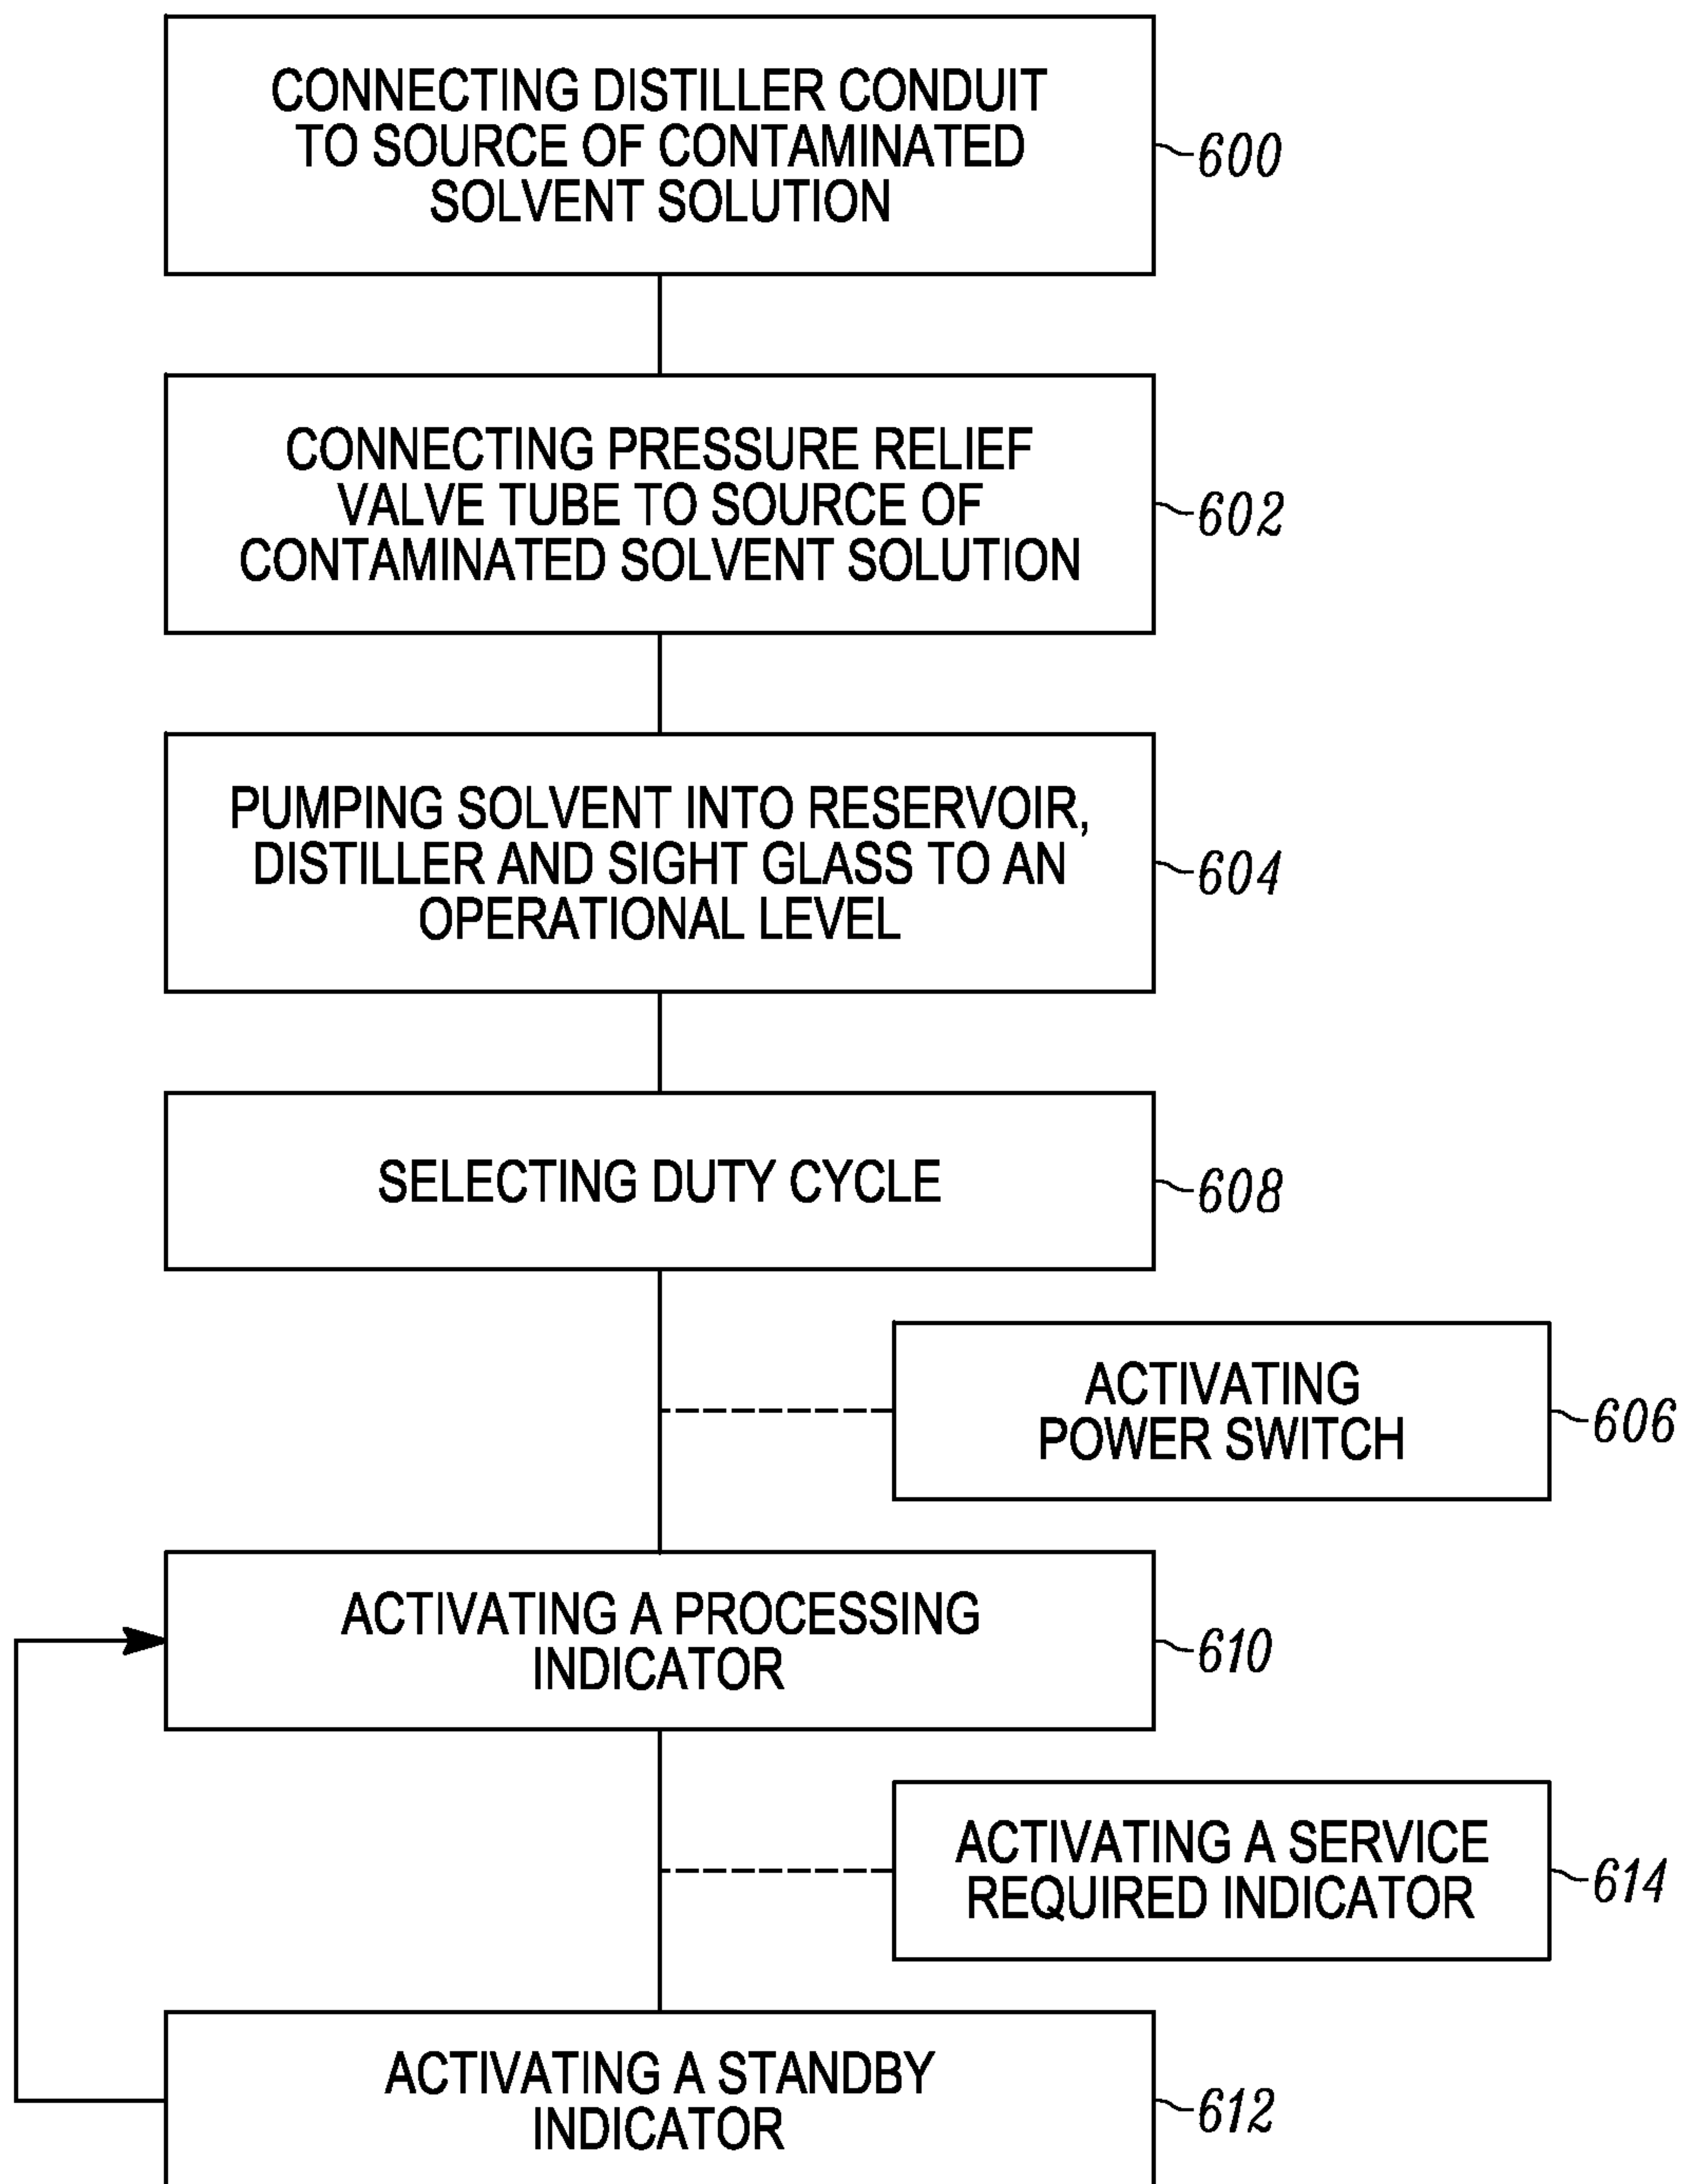 CONNECTING DISTILLER CONDUIT
TO SOURCE OF CONTAMINATED
SOLVENT SOLUTION
600
CONNECTING PRESSURE RELIEF
VALVE TUBE TO SOURCE OF
CONTAMINATED SOLVENT SOLUTION
602
PUMPING SOLVENT INTO RESERVOIR,
DISTILLER AND SIGHT GLASS TO AN
OPERATIONAL LEVEL
604
SELECTING DUTY CYCLE
608
ACTIVATING
POWER SWITCH
606
ACTIVATING A PROCESSING
INDICATOR
610
ACTIVATING A SERVICE
REQUIRED INDICATOR
614
ACTIVATING A STANDBY
INDICATOR
612